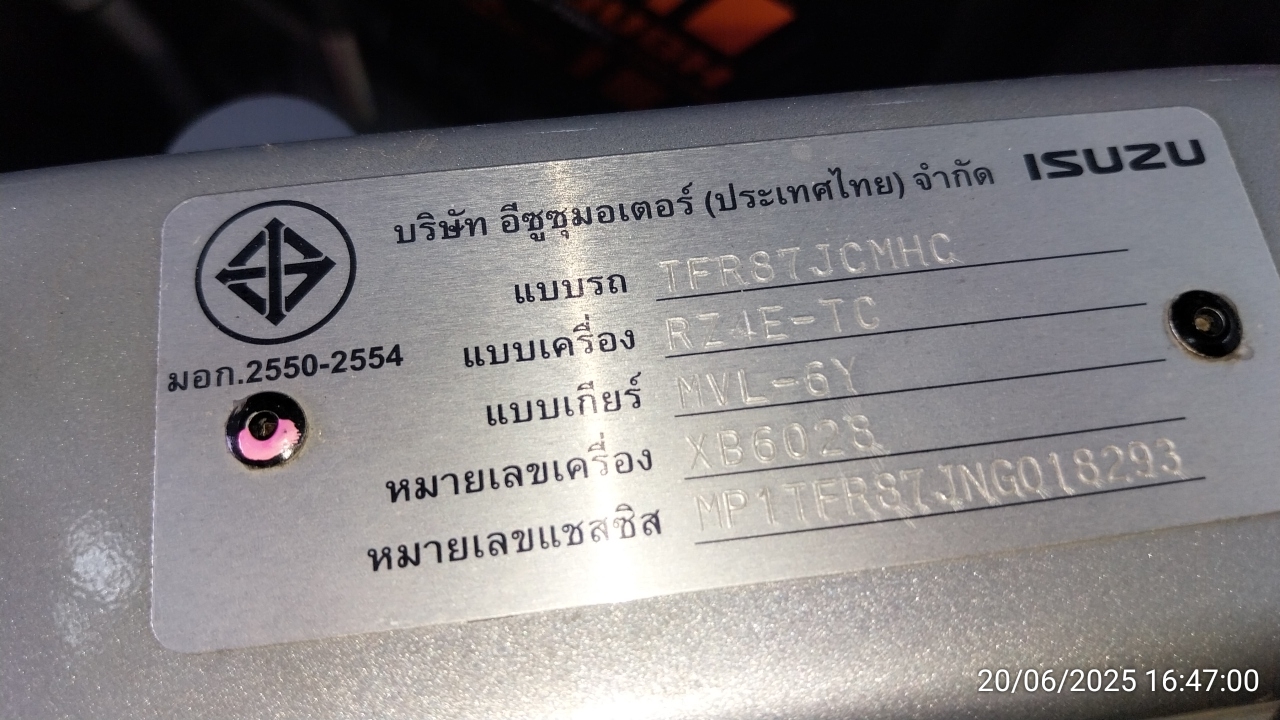 บริษัท อีซูซุมอเตอร์ (ประเทศไทย) จำกัด ISUZU
มอก.2550-2554
แบบรถ TFR87JCMHC
แบบเครื่อง RZ4E-TC
แบบเกียร์ MVL-6Y
หมายเลขเครื่อง XB6028
หมายเลขแชสซิส MP1TFR87JNG018293
20/06/2025 16:47:00